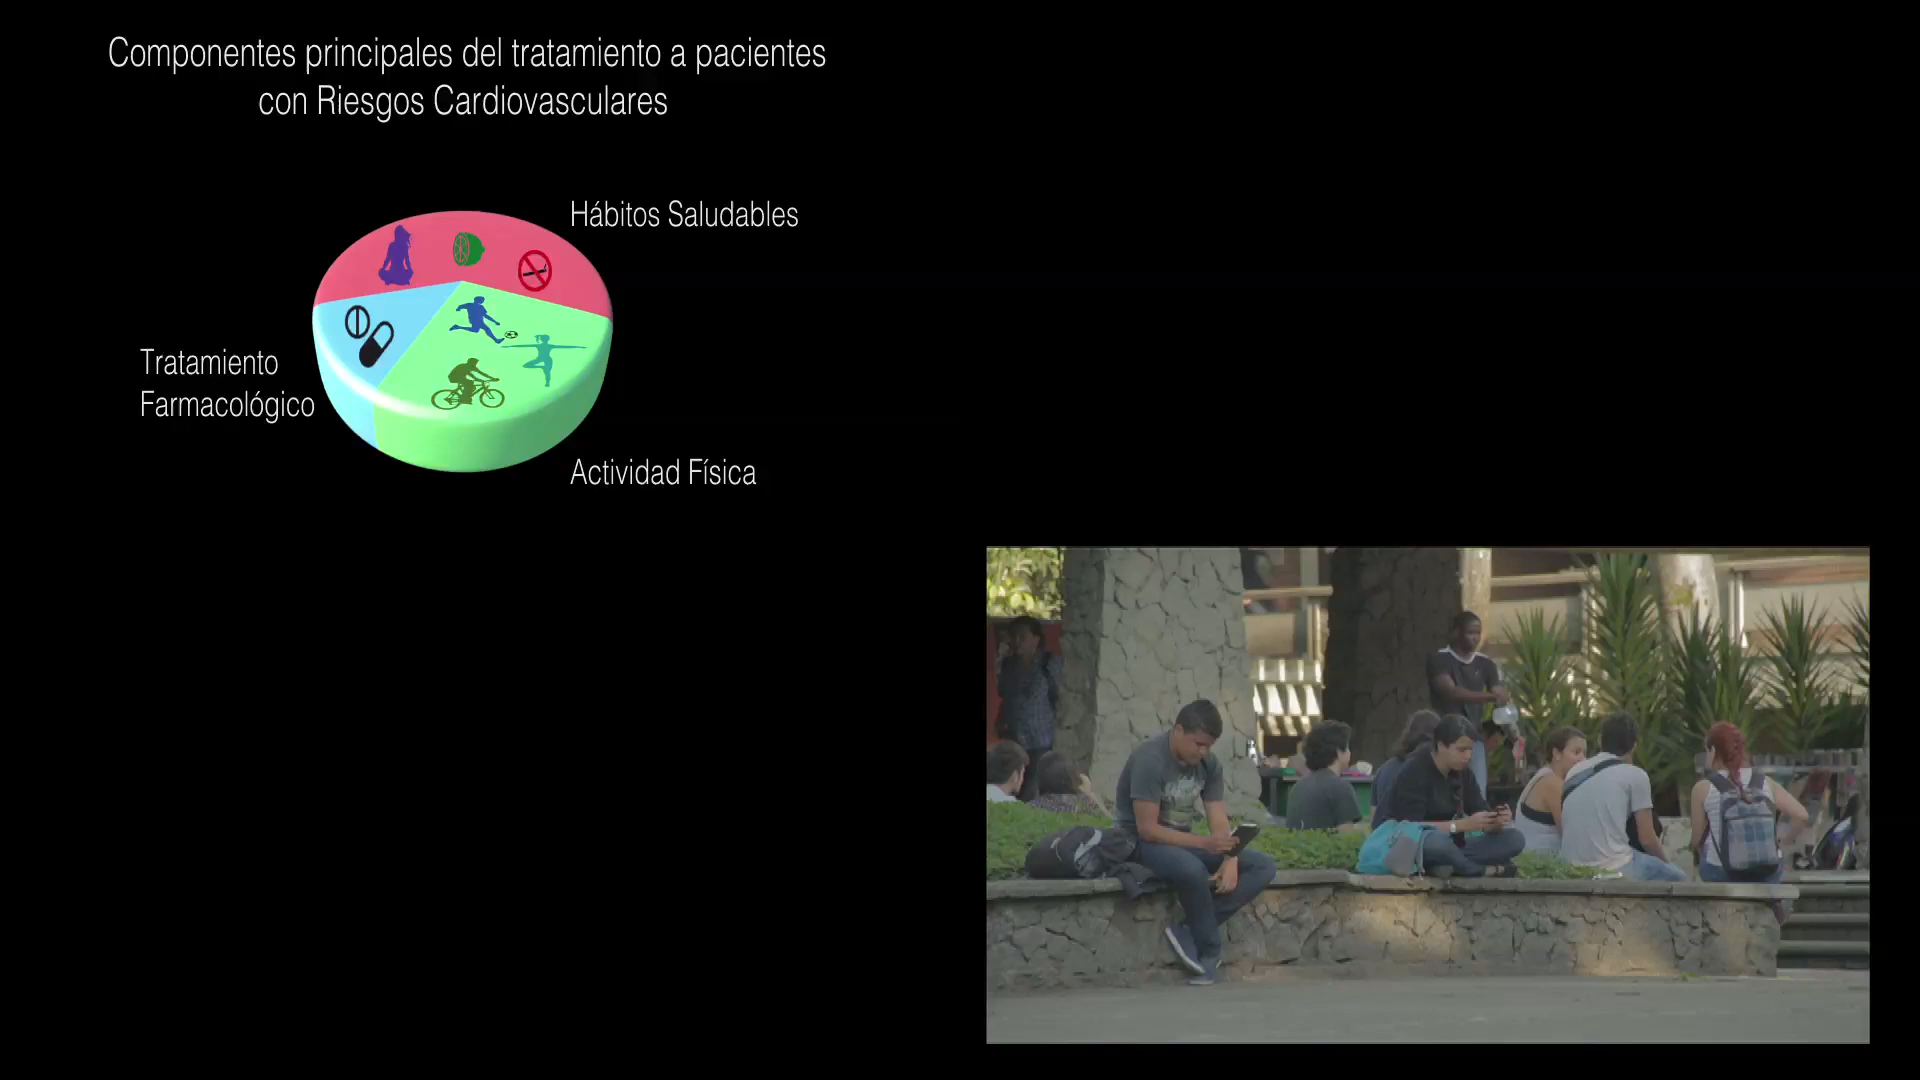 Componentes principales del tratamiento a pacientes
con Riesgos Cardiovasculares
Hábitos Saludables
Tratamiento
Farmacológico
Actividad Física